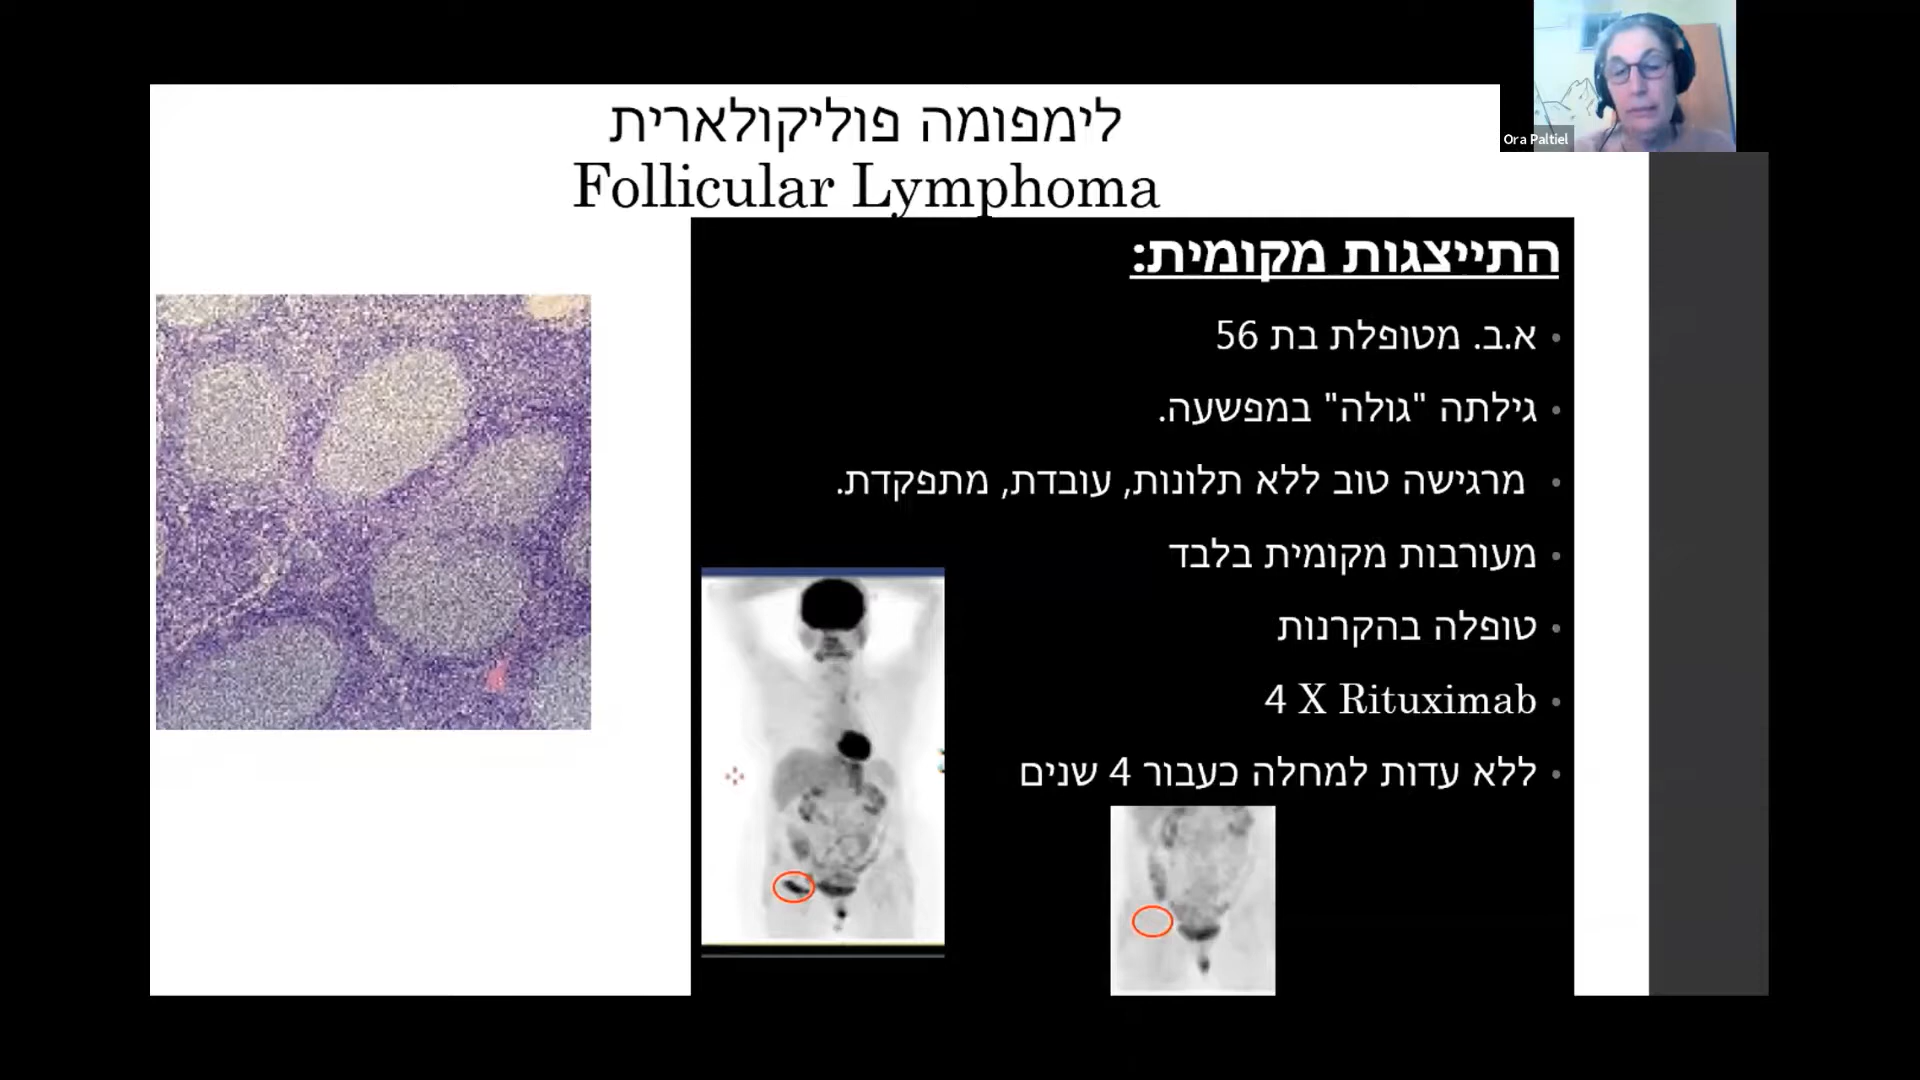 לימפומה פוליקולארית
Follicular Lymphoma
Ora Paltiel
התייצגות מקומית:
• א.ב. מטופלת בת 56
• גילתה "גולה" במפשעה.
• מרגישה טוב ללא תלונות, עובדת, מתפקדת.
• מעורבות מקומית בלבד
• טופלה בהקרנות
• 4 X Rituximab
• ללא עדות למחלה כעבור 4 שנים